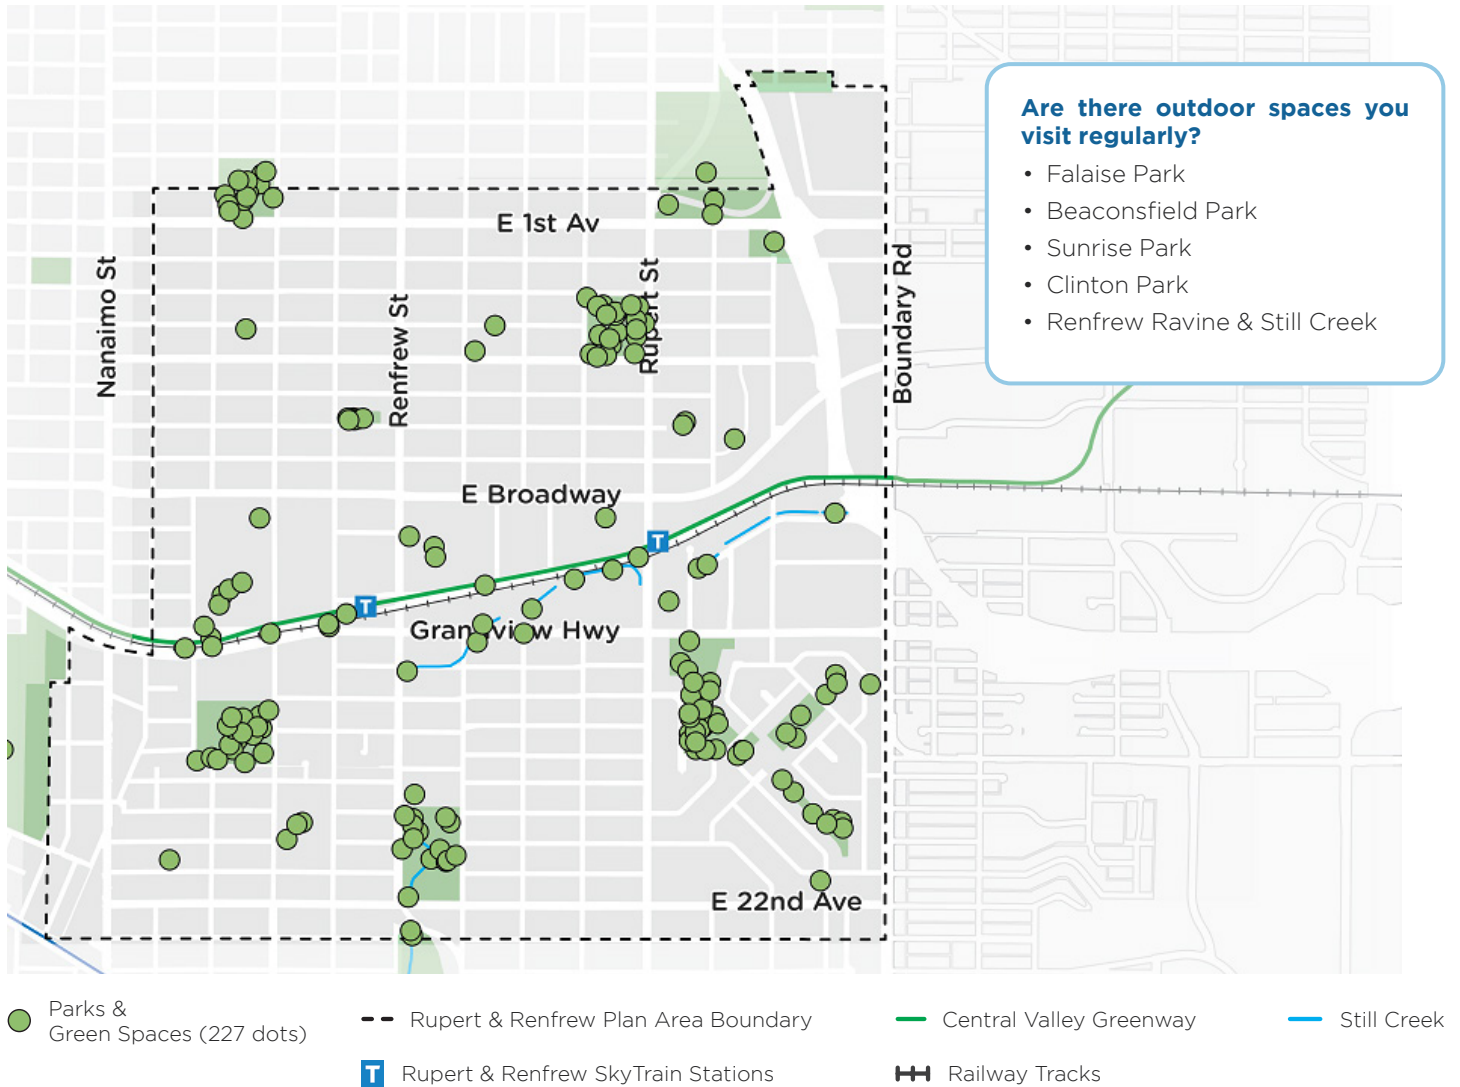 Are there outdoor spaces you
visit regularly?
• Falaise Park
• Beaconsfield Park
• Sunrise Park
• Clinton Park
• Renfrew Ravine & Still Creek
E 1st Av
Nanaimo St
Renfrew St
Rupert St
Boundary Rd
E Broadway
T
T
Grandview Hwy
E 22nd Ave
Parks &
Green Spaces (227 dots)
Rupert & Renfrew Plan Area Boundary
Central Valley Greenway
Still Creek
T Rupert & Renfrew SkyTrain Stations
Railway Tracks